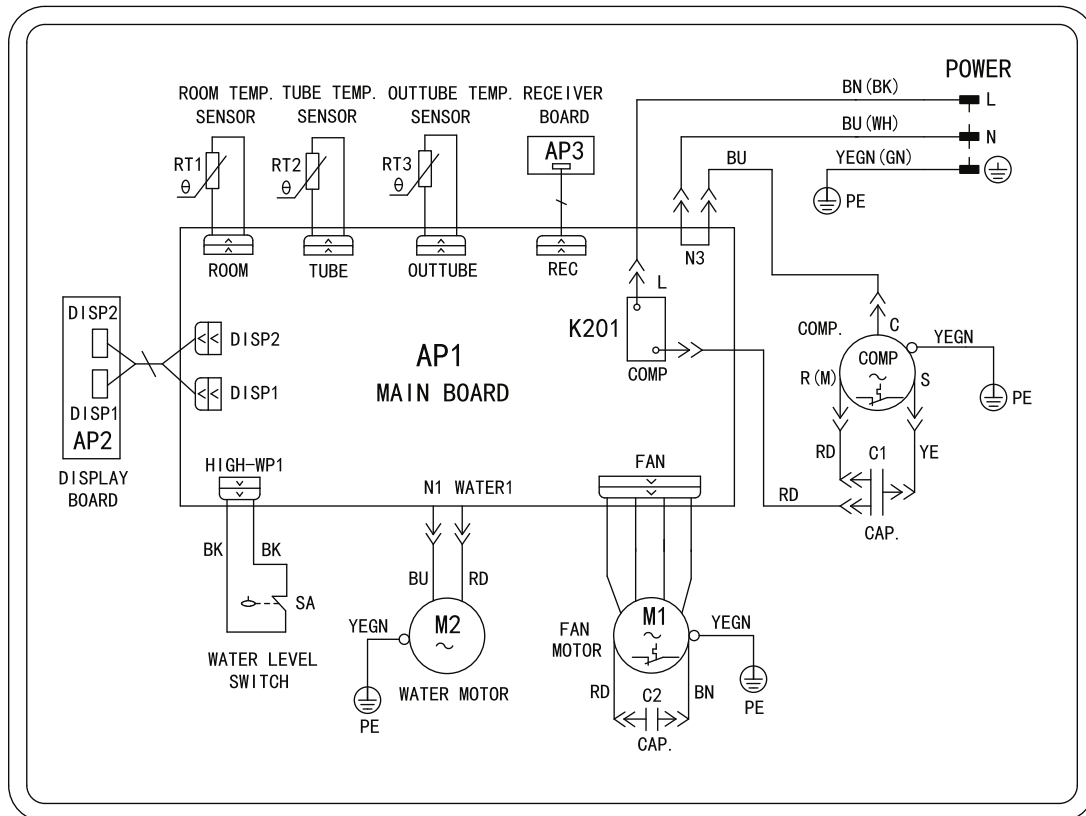 POWER
BN(BK)
L
ROOM TEMP. TUBE TEMP. OUTTUBE TEMP. RECEIVER
SENSOR SENSOR SENSOR BOARD
BU(WH)
N
AP3
BU
YEGN(GN)
RT1
RT2
RT3
θ
θ
θ
PE
ROOM
TUBE
OUTTUBE
REC
N3
L
DISP2
DISP2
K201
COMP
AP1
MAIN BOARD
COMP.
C
COMP
~
YEGN
R(M)
S
PE
DISP1
DISP1
AP2
DISPLAY
BOARD
RD
C1
YE
CAP.
RD
HIGH-WP1
N1 WATER1
FAN
BK
BK
SA
WATER LEVEL
SWITCH
BU
RD
YEGN
M2
~
WATER MOTOR
PE
FAN
MOTOR
M1
~
YEGN
PE
RD
C2
BN
CAP.